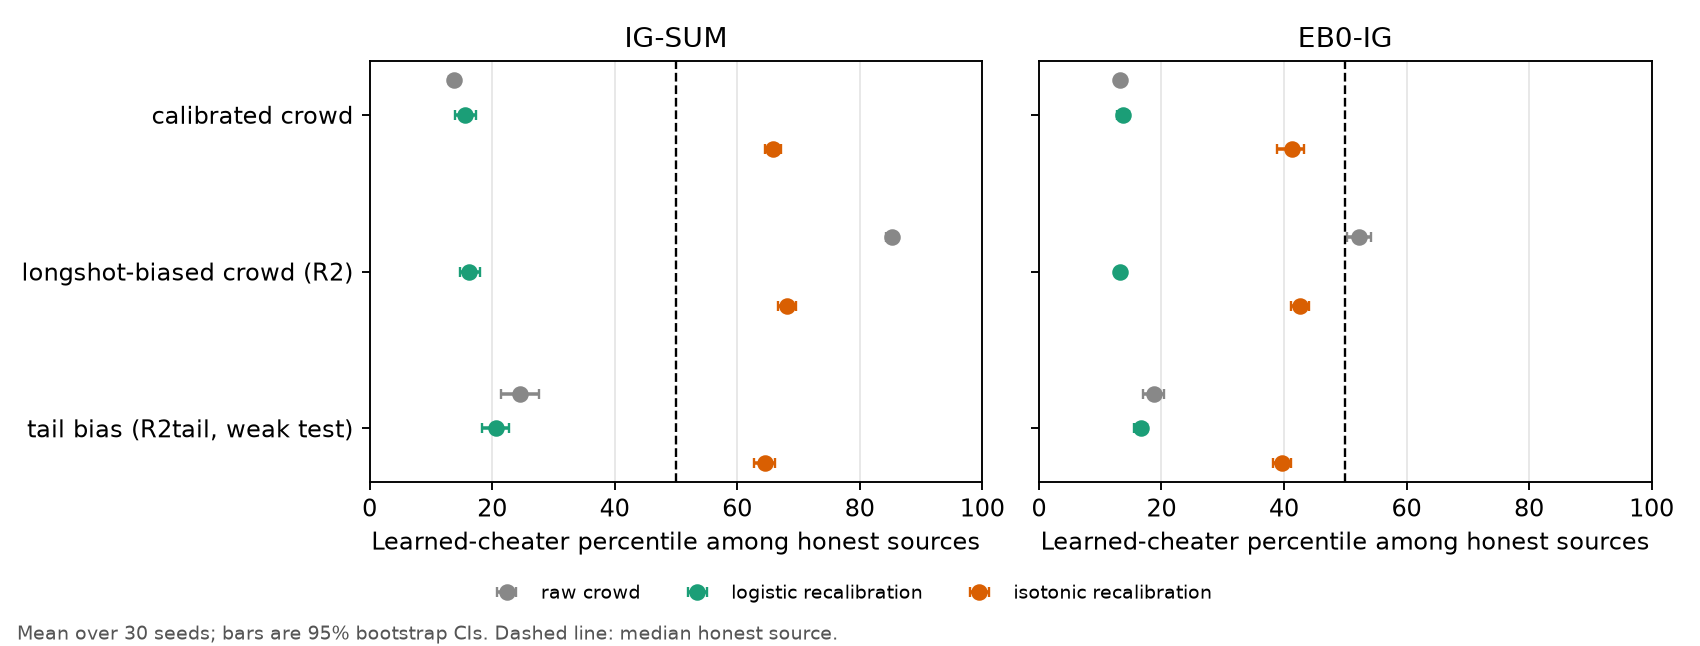 IG-SUM
EB0-IG
calibrated crowd
longshot-biased crowd (R2)
tail bias (R2tail, weak test)
0 20 40 60 80 100
0 20 40 60 80 100
Learned-cheater percentile among honest sources
Learned-cheater percentile among honest sources
raw crowd
logistic recalibration
isotonic recalibration
Mean over 30 seeds; bars are 95% bootstrap CIs. Dashed line: median honest source.